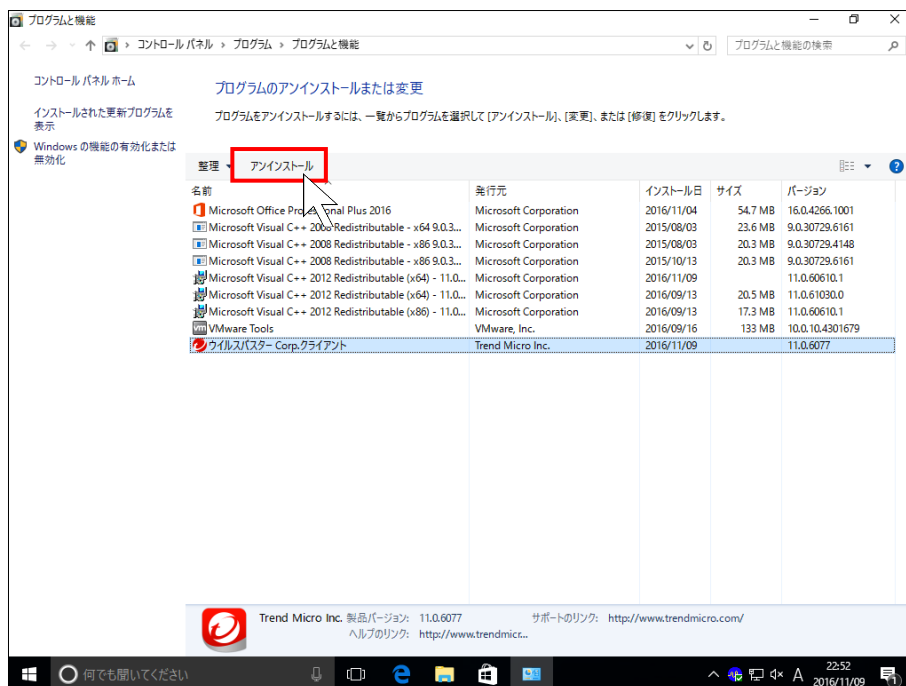 プログラムと機能
コントロール パネル › プログラム › プログラムと機能
プログラムと機能の検索
コントロール パネル ホーム
インストールされた更新プログラムを
表示
Windows の機能の有効化または
無効化
プログラムのアンインストールまたは変更
プログラムをアンインストールするには、一覧からプログラムを選択して [アンインストール]、[変更]、または [修復] をクリックします。
整理 アンインストール
名前 発行元 インストール日 サイズ バージョン
Microsoft Office Professional Plus 2016 Microsoft Corporation 2016/11/04 54.7 MB 16.0.4266.1001
Microsoft Visual C++ 2008 Redistributable - x64 9.0.3... Microsoft Corporation 2015/08/03 23.6 MB 9.0.30729.6161
Microsoft Visual C++ 2008 Redistributable - x86 9.0.3... Microsoft Corporation 2015/08/03 20.3 MB 9.0.30729.4148
Microsoft Visual C++ 2008 Redistributable - x86 9.0.3... Microsoft Corporation 2015/10/13 20.3 MB 9.0.30729.6161
Microsoft Visual C++ 2012 Redistributable (x64) - 11.0... Microsoft Corporation 2016/11/09 11.0.60610.1
Microsoft Visual C++ 2012 Redistributable (x64) - 11.0... Microsoft Corporation 2016/09/13 20.5 MB 11.0.61030.0
Microsoft Visual C++ 2012 Redistributable (x86) - 11.0... Microsoft Corporation 2016/09/13 17.3 MB 11.0.60610.1
vm VMware Tools VMware, Inc. 2016/09/16 133 MB 10.0.10.4301679
ウイルスバスター Corp.クライアント Trend Micro Inc. 2016/11/09 11.0.6077
Trend Micro Inc. 製品バージョン: 11.0.6077 サポートのリンク: http://www.trendmicro.com/
ヘルプのリンク: http://www.trendmicr...
何でも聞いてください
A 22:52
2016/11/09
1